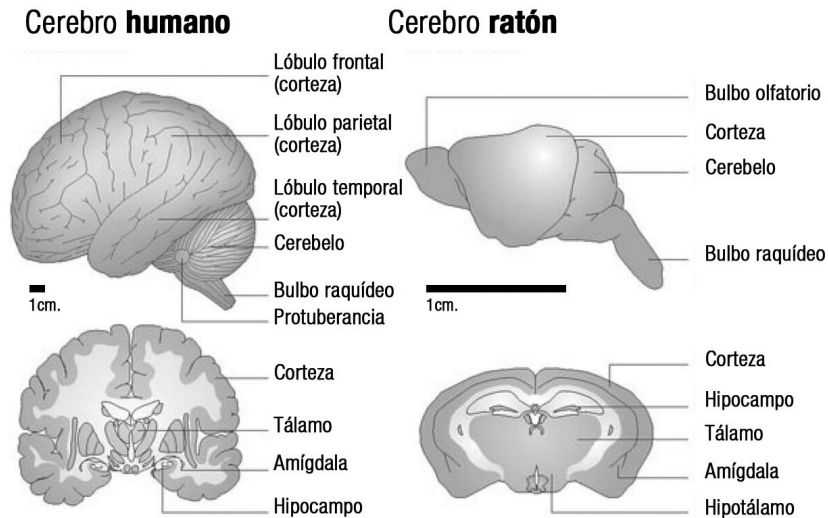 Cerebro humano
Lóbulo frontal
(corteza)
Lóbulo parietal
(corteza)
Lóbulo temporal
(corteza)
Cerebelo
Bulbo raquídeo
Protuberancia
1cm.
Corteza
Tálamo
Amígdala
Hipocampo
Cerebro ratón
Bulbo olfatorio
Corteza
Cerebelo
Bulbo raquídeo
1cm.
Corteza
Hipocampo
Tálamo
Amígdala
Hipotálamo